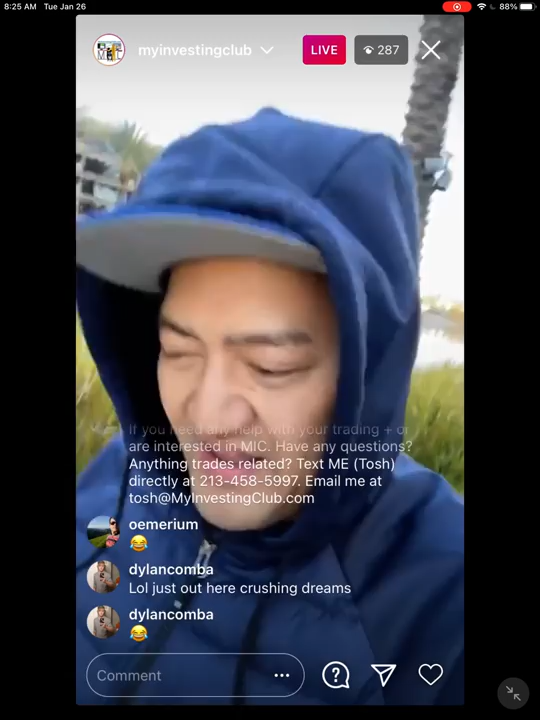 8:25 AM Tue Jan 26
88%
myinvestingclub
LIVE
287
If you need any help with your trading + or
are interested in MIC. Have any questions?
Anything trades related? Text ME (Tosh)
directly at 213-458-5997. Email me at
tosh@MyInvestingClub.com
oemerium
😂
dylancomba
Lol just out here crushing dreams
dylancomba
😂
Comment